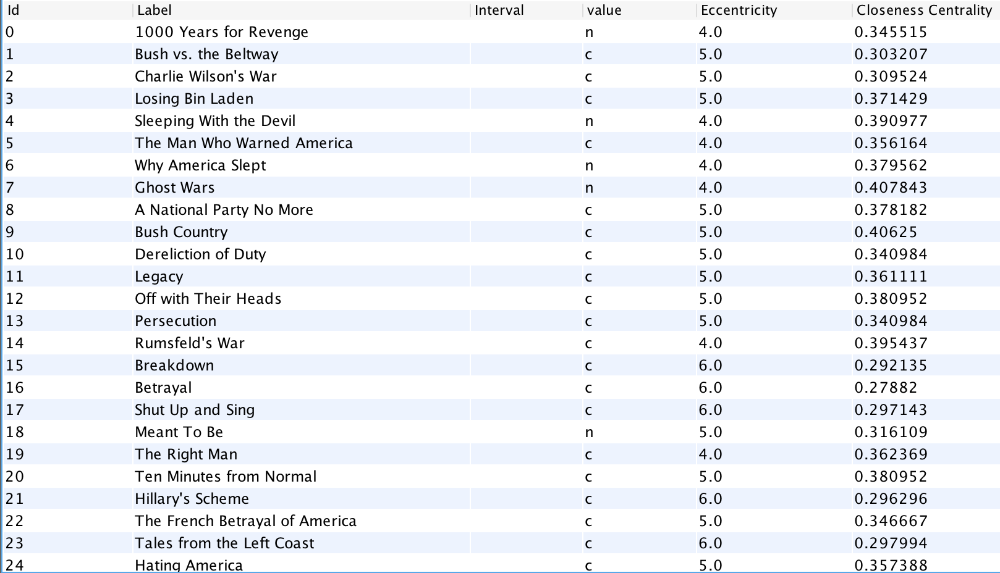 Id Label Interval value Eccentricity Closeness Centrality
0 1000 Years for Revenge n 4.0 0.345515
1 Bush vs. the Beltway c 5.0 0.303207
2 Charlie Wilson's War c 5.0 0.309524
3 Losing Bin Laden c 5.0 0.371429
4 Sleeping With the Devil n 4.0 0.390977
5 The Man Who Warned America c 4.0 0.356164
6 Why America Slept n 4.0 0.379562
7 Ghost Wars n 4.0 0.407843
8 A National Party No More c 5.0 0.378182
9 Bush Country c 5.0 0.40625
10 Dereliction of Duty c 5.0 0.340984
11 Legacy c 5.0 0.361111
12 Off with Their Heads c 5.0 0.380952
13 Persecution c 5.0 0.340984
14 Rumsfeld's War c 4.0 0.395437
15 Breakdown c 6.0 0.292135
16 Betrayal c 6.0 0.27882
17 Shut Up and Sing c 6.0 0.297143
18 Meant To Be n 5.0 0.316109
19 The Right Man c 4.0 0.362369
20 Ten Minutes from Normal c 5.0 0.380952
21 Hillary's Scheme c 6.0 0.296296
22 The French Betrayal of America c 5.0 0.346667
23 Tales from the Left Coast c 6.0 0.297994
24 Hating America c 5.0 0.357388